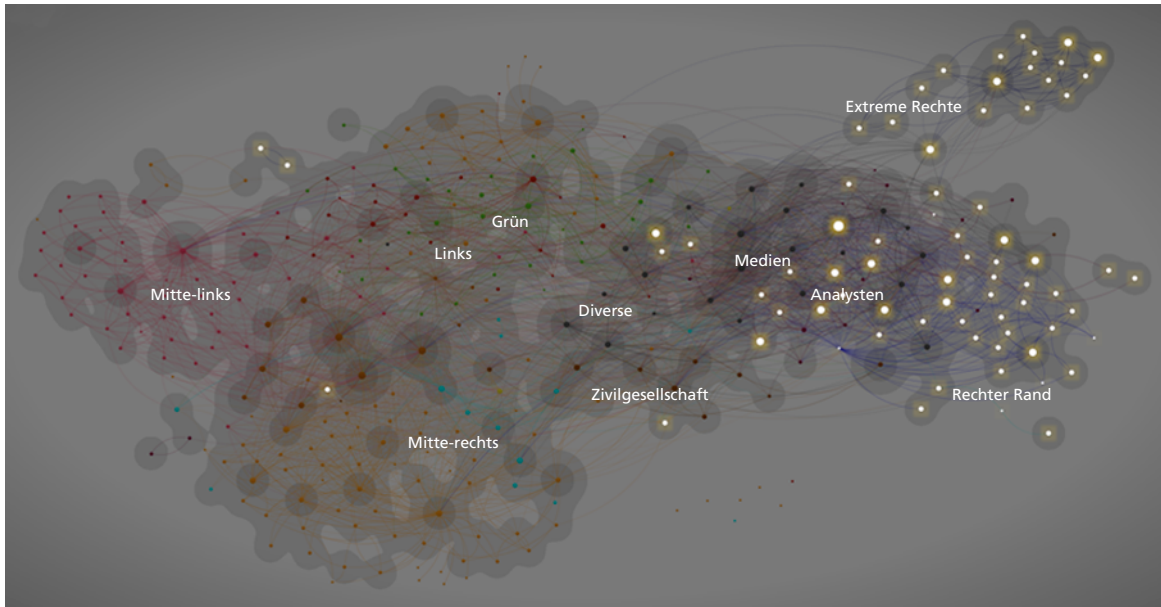 Extreme Rechte
Grün
Links
Medien
Mitte-links
Analysten
Diverse
Zivilgesellschaft
Rechter Rand
Mitte-rechts